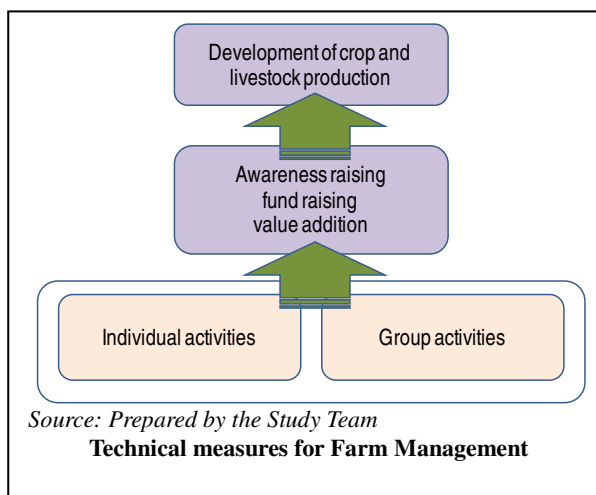 Development of crop and
livestock production
Awareness raising
fund raising
value addition
Individual activities
Group activities
Source: Prepared by the Study Team
Technical measures for Farm Management